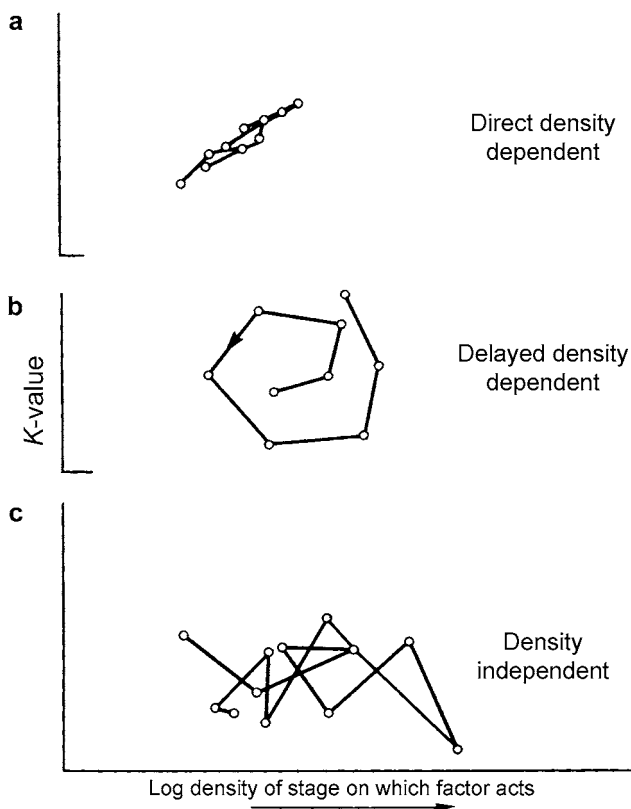 a
Direct density
dependent
b
Delayed density
dependent
K-value
c
Density
independent
Log density of stage on which factor acts